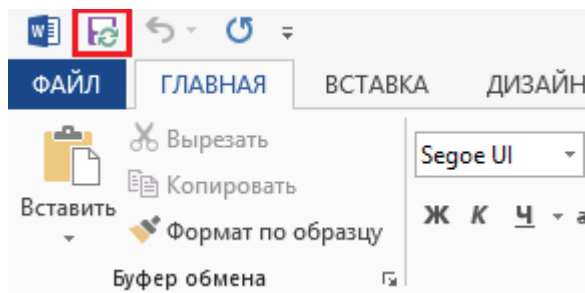 ФАЙЛ ГЛАВНАЯ ВСТАВКА ДИЗАЙН
Вырезать
Копировать
Формат по образцу
Вставить
Буфер обмена
Segoe UI
Ж К Ч